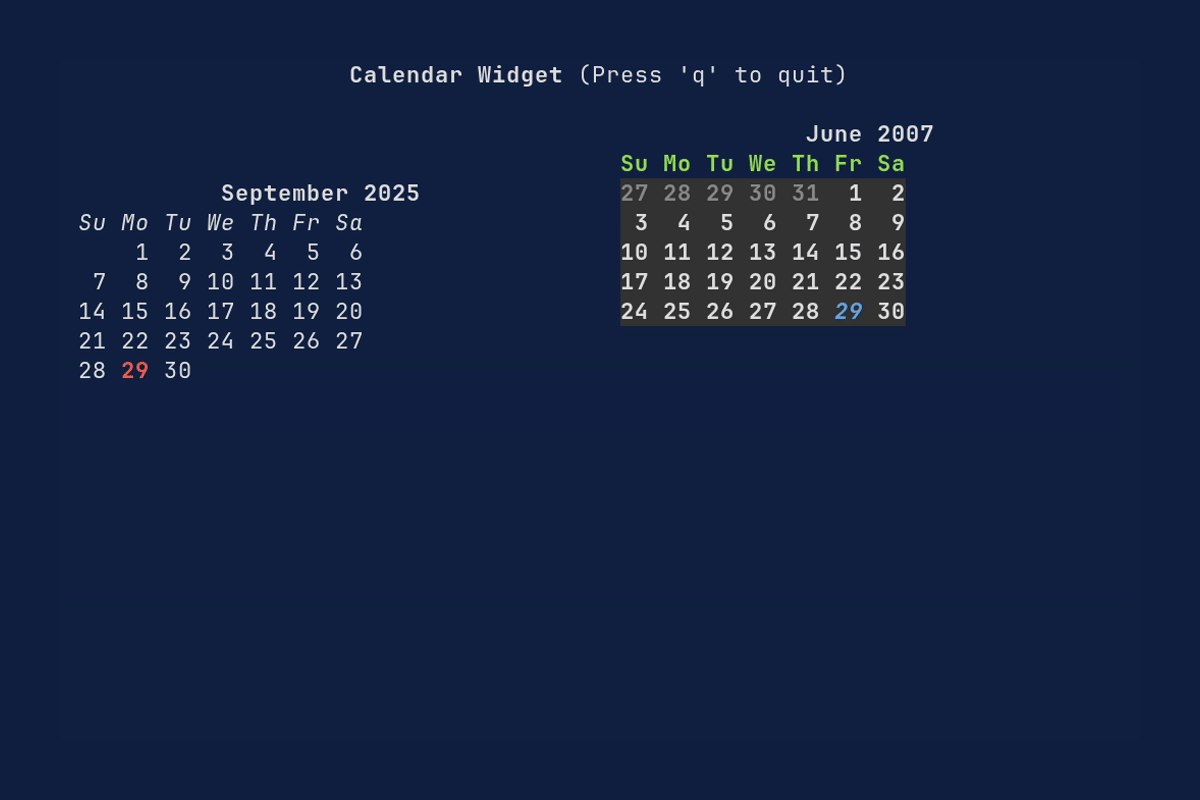 Calendar Widget (Press 'q' to quit)
September 2025
Su Mo Tu We Th Fr Sa
1 2 3 4 5 6
7 8 9 10 11 12 13
14 15 16 17 18 19 20
21 22 23 24 25 26 27
28 29 30
June 2007
Su Mo Tu We Th Fr Sa
27 28 29 30 31 1 2
3 4 5 6 7 8 9
10 11 12 13 14 15 16
17 18 19 20 21 22 23
24 25 26 27 28 29 30